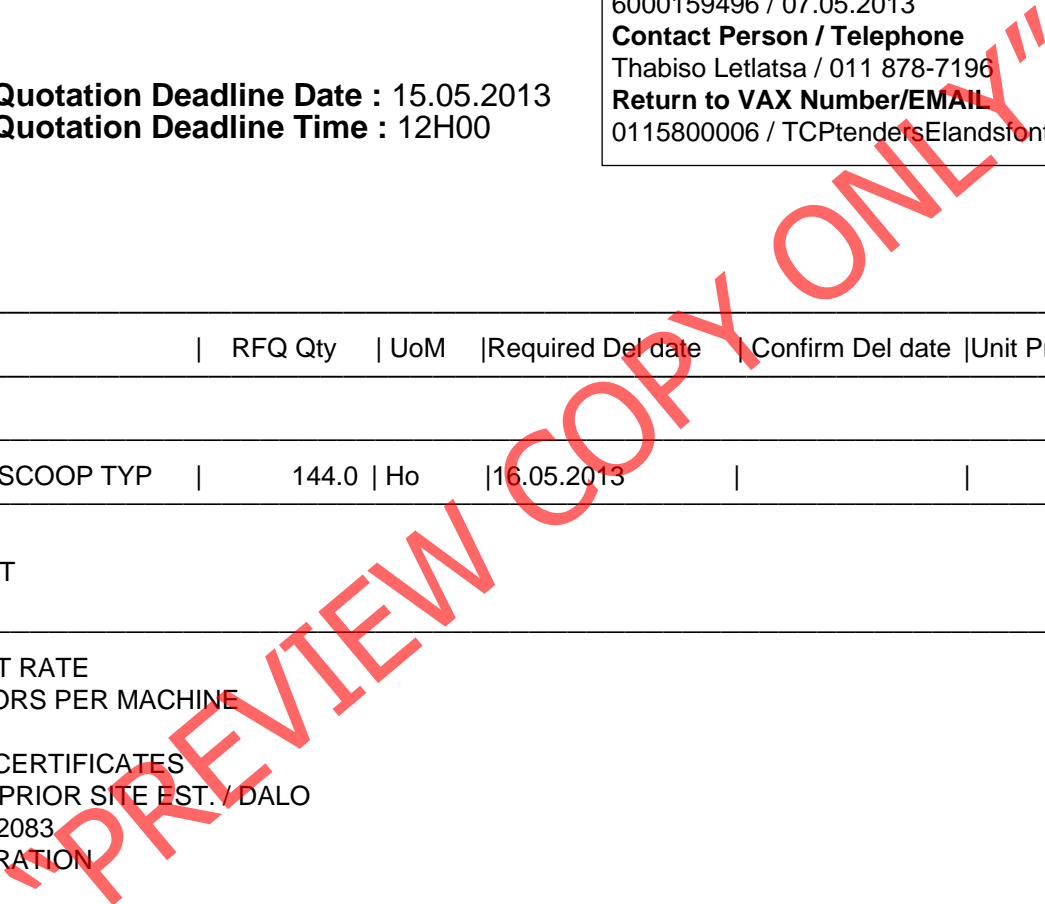 6000159496 / 07.05.2013
Contact Person / Telephone
Thabiso Letlatsa / 011 878-7196
Quotation Deadline Date : 15.05.2013
Return to VAX Number/EMAIL
Quotation Deadline Time : 12H00
0115800006 / TCPtendersElandsfont
| RFQ Qty | UoM |Required Del date | Confirm Del date |Unit Pr
SCOOP TYP | 144.0 | Ho |16.05.2013 | |
T
T RATE
ORS PER MACHINE
CERTIFICATES
PRIOR SITE EST. / DALO
2083
RATION
"PREVIEW COPY ONLY"